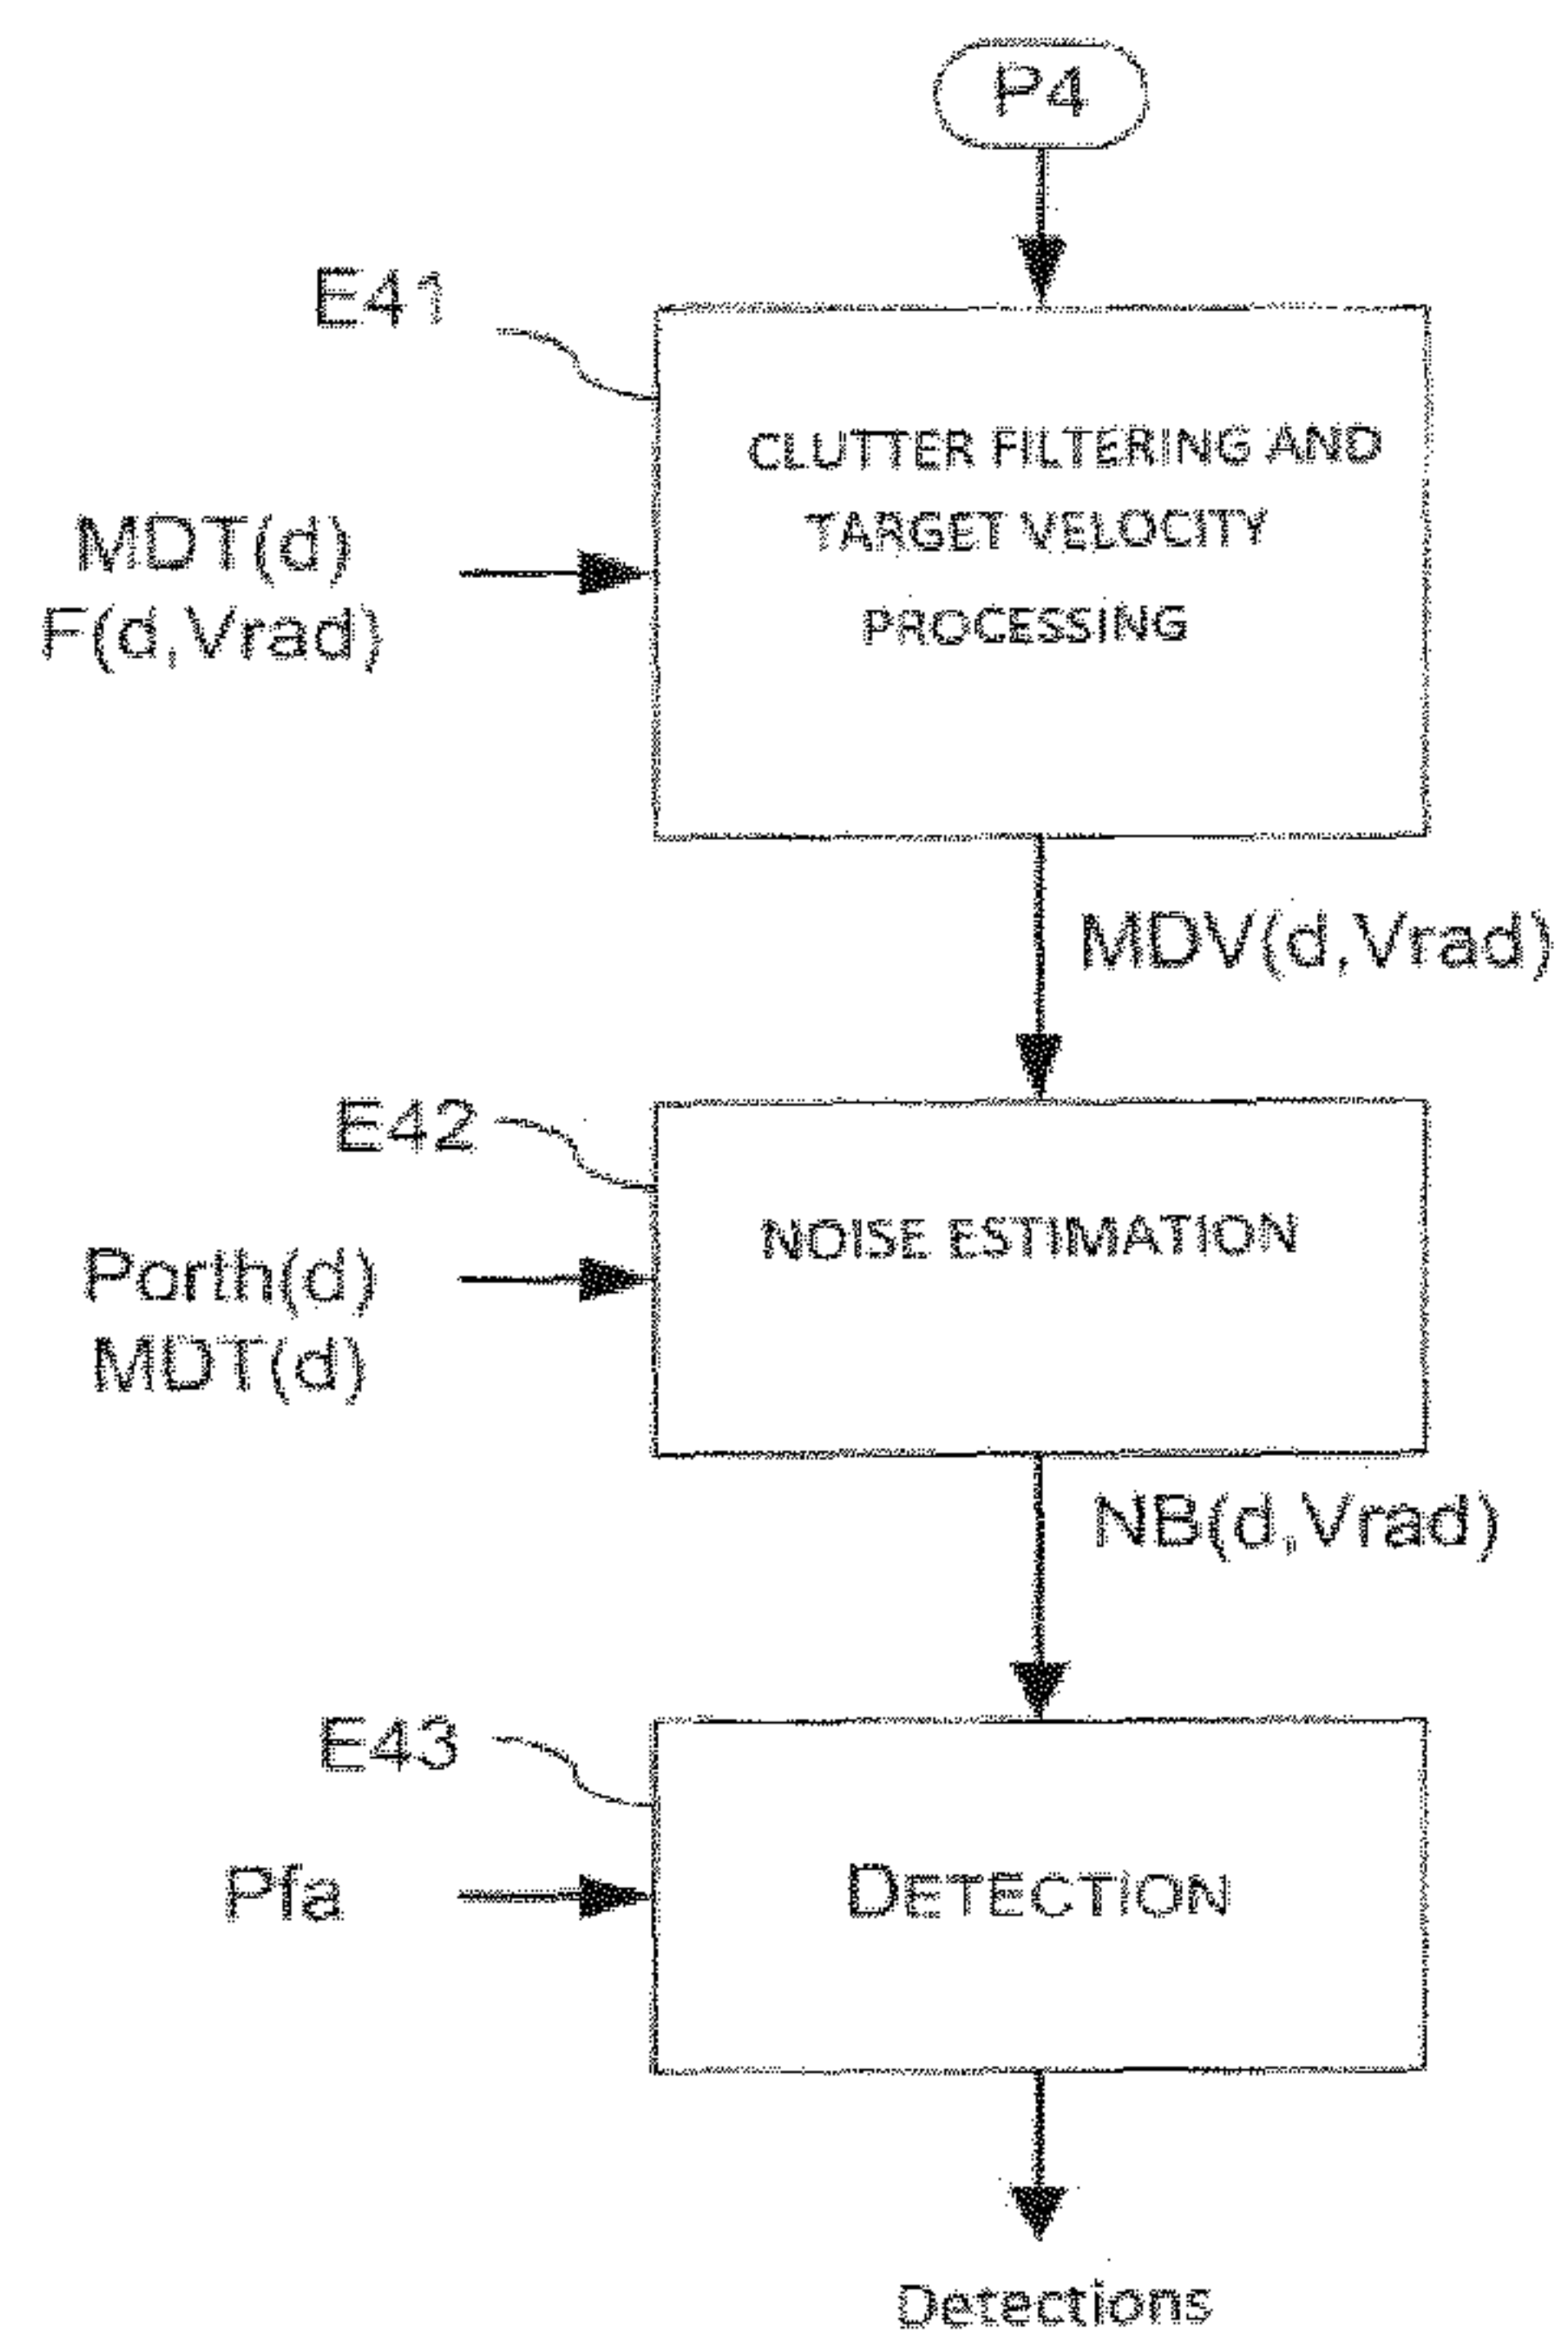 P4
E41
CLUTTER FILTERING AND
TARGET VELOCITY
PROCESSING
MDT(d)
F(d,Vrad)
MDV(d,Vrad)
E42
NOISE ESTIMATION
Porth(d)
MDT(d)
NB(d,Vrad)
E43
DETECTION
Pfa
Detections